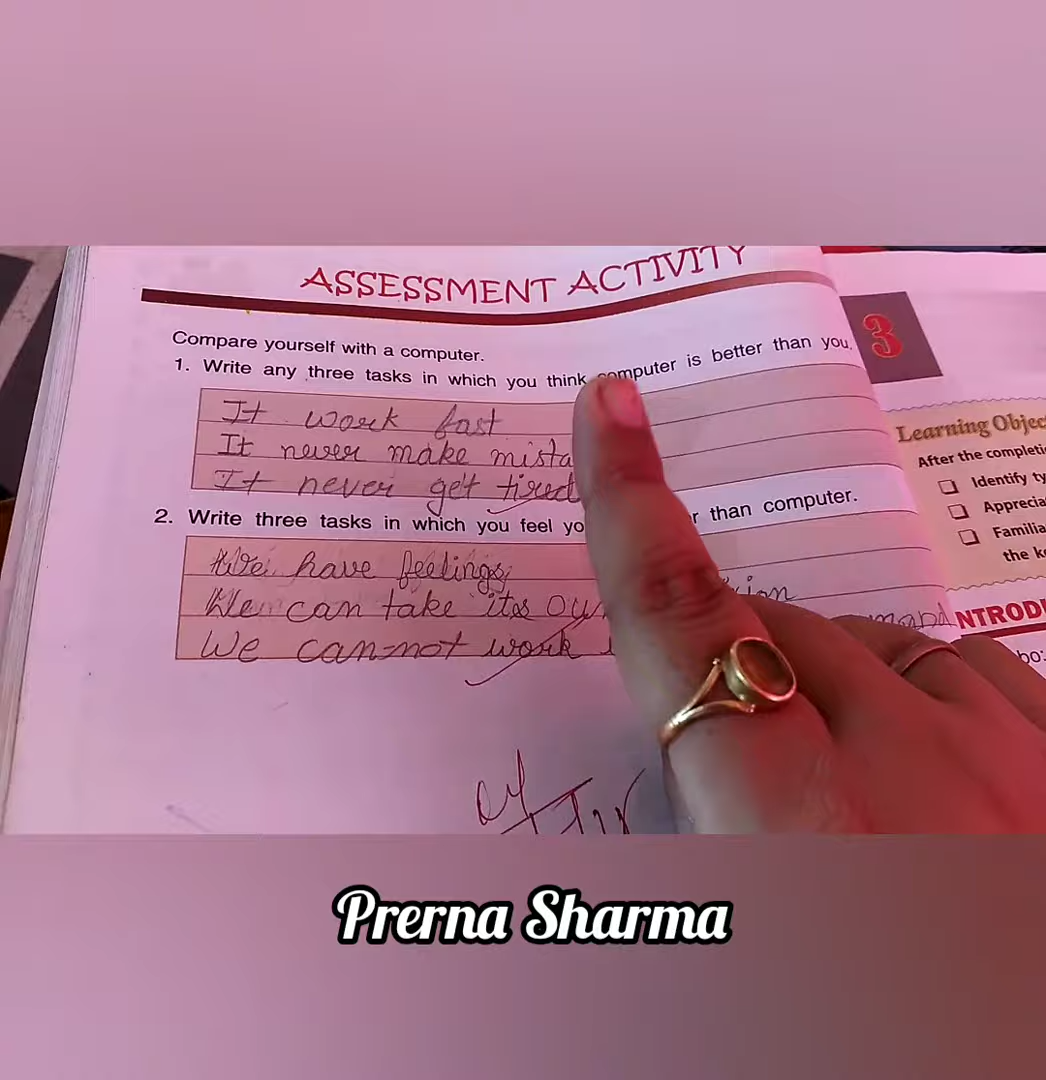 ASSESSMENT ACTIVITY
Compare yourself with a computer.
1. Write any three tasks in which you think computer is better than you.
It work fast
It never make mista
It never get tired
2. Write three tasks in which you feel yo r than computer.
We have feelings
We can take its ow ion
We can-not work
3
Learning Objec
After the completi
Identify ty
Apprecia
Familia
the k
NTROD
Prerna Sharma